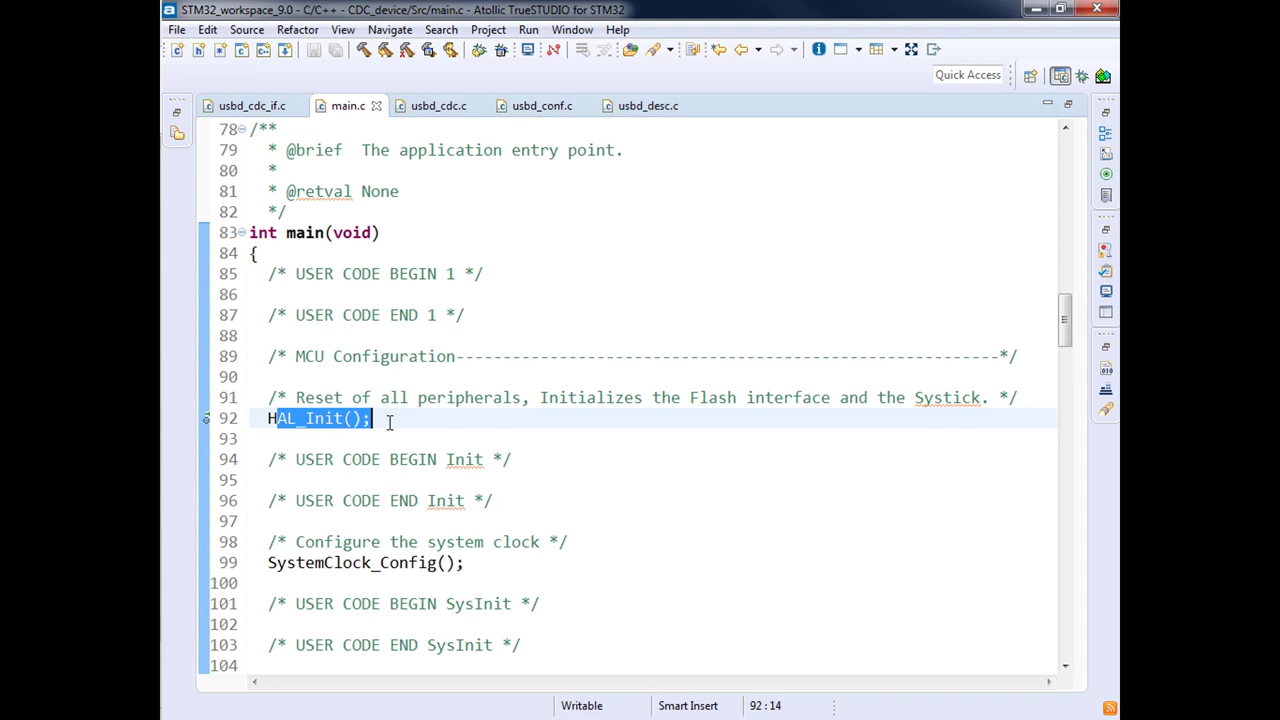 STM32_workspace_9.0 - C/C++ - CDC_device/Src/main.c - Atollic TrueSTUDIO for STM32
File Edit Source Refactor View Navigate Search Project Run Window Help
Quick Access
usbd_cdc_if.c main.c usbd_cdc.c usbd_conf.c usbd_desc.c
78 /**
79 * @brief The application entry point.
80 *
81 * @retval None
82 */
83 int main(void)
84 {
85 /* USER CODE BEGIN 1 */
86
87 /* USER CODE END 1 */
88
89 /* MCU Configuration----------------------------------------------------------*/
90
91 /* Reset of all peripherals, Initializes the Flash interface and the Systick. */
92 HAL_Init();
93
94 /* USER CODE BEGIN Init */
95
96 /* USER CODE END Init */
97
98 /* Configure the system clock */
99 SystemClock_Config();
100
101 /* USER CODE BEGIN SysInit */
102
103 /* USER CODE END SysInit */
104
Writable Smart Insert 92 : 14